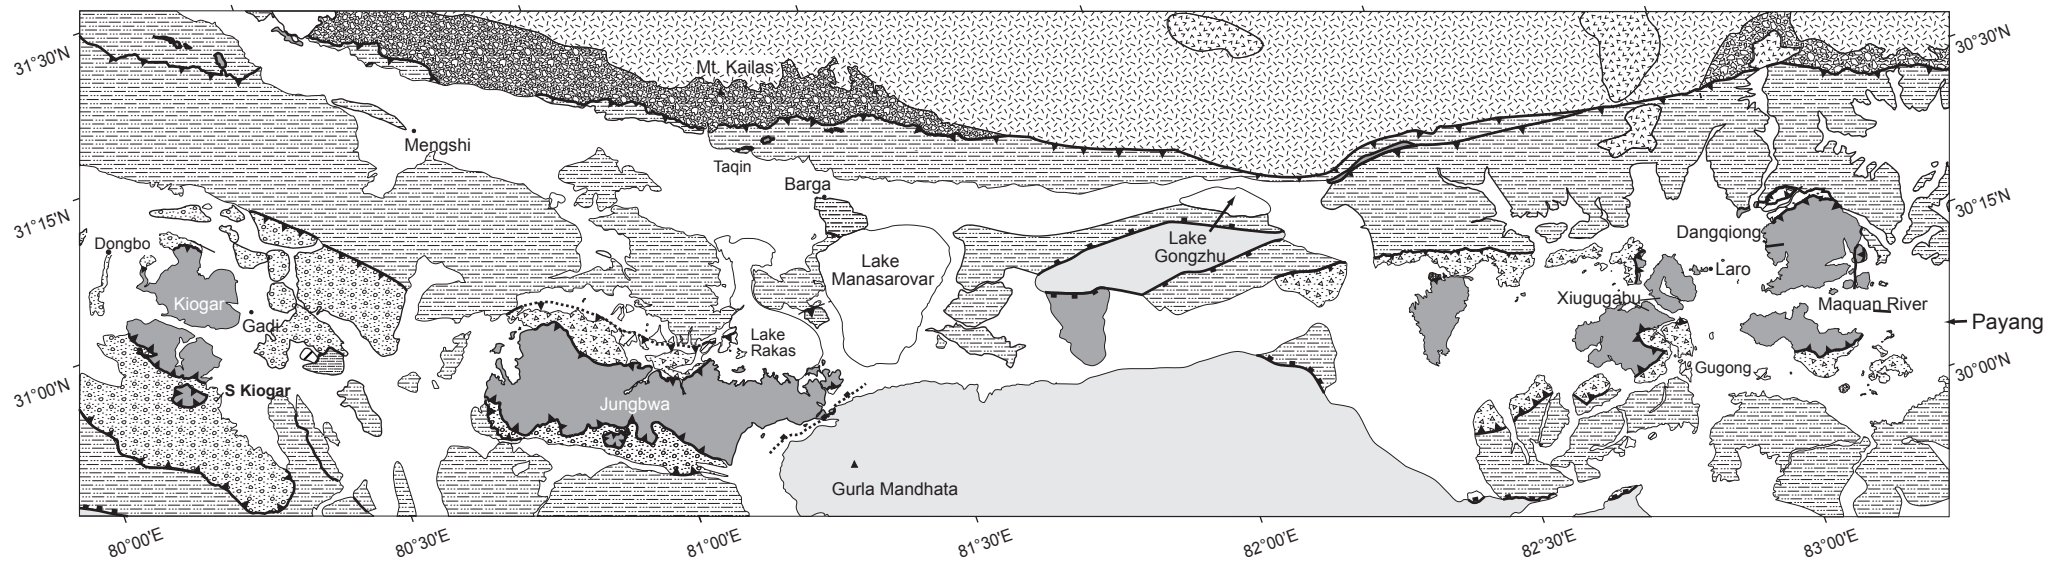 31°30'N
30°30'N
Mt. Kailas
Mengshi
Taqin
Barga
31°15'N
30°15'N
Dongbo
Lake
Gongzhu
Dangqiong
Lake
Manasarovar
Laro
Kiogar
Xiugugabu
Maquan River
Gadi
Payang
Lake
Rakas
31°00'N
30°00'N
Gugong
S Kiogar
Jungbwa
Gurla Mandhata
80°00'E
80°30'E
81°00'E
81°30'E
82°00'E
82°30'E
83°00'E